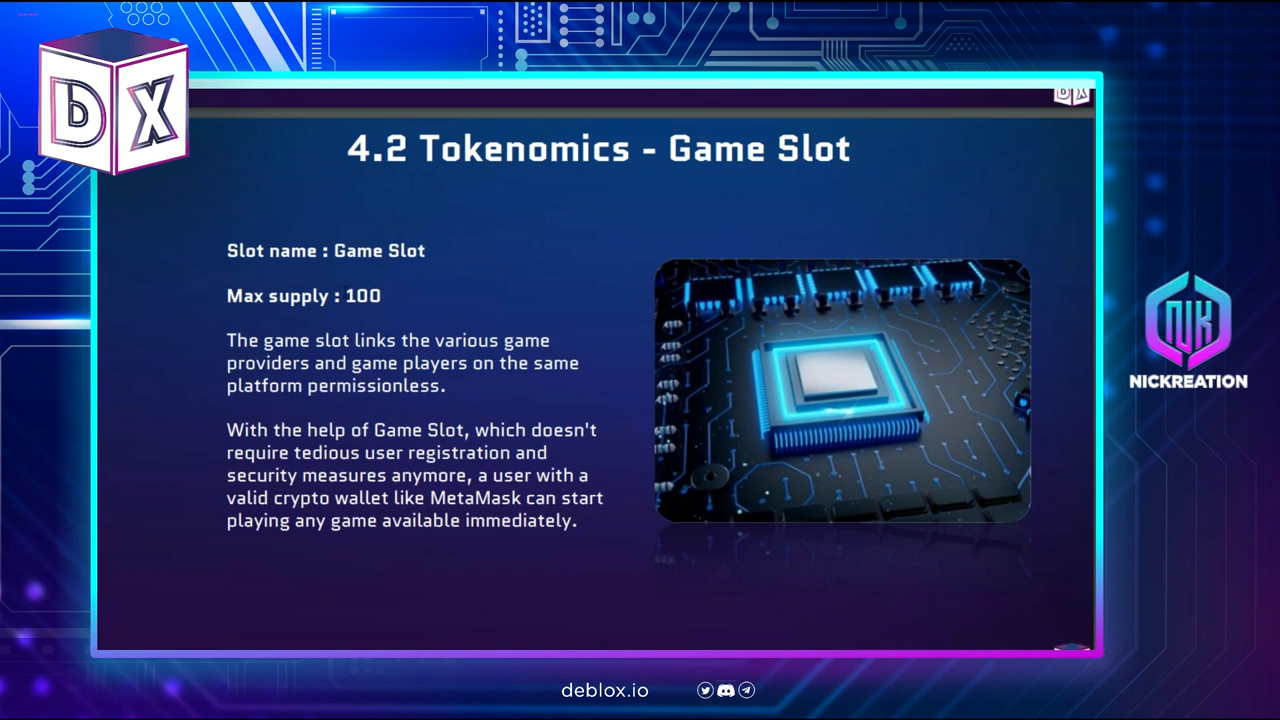 4.2 Tokenomics - Game Slot
Slot name : Game Slot
Max supply : 100
The game slot links the various game
providers and game players on the same
platform permissionless.
With the help of Game Slot, which doesn't
require tedious user registration and
security measures anymore, a user with a
valid crypto wallet like MetaMask can start
playing any game available immediately.
b X
b X
NK
NICKREATION
deblox.io